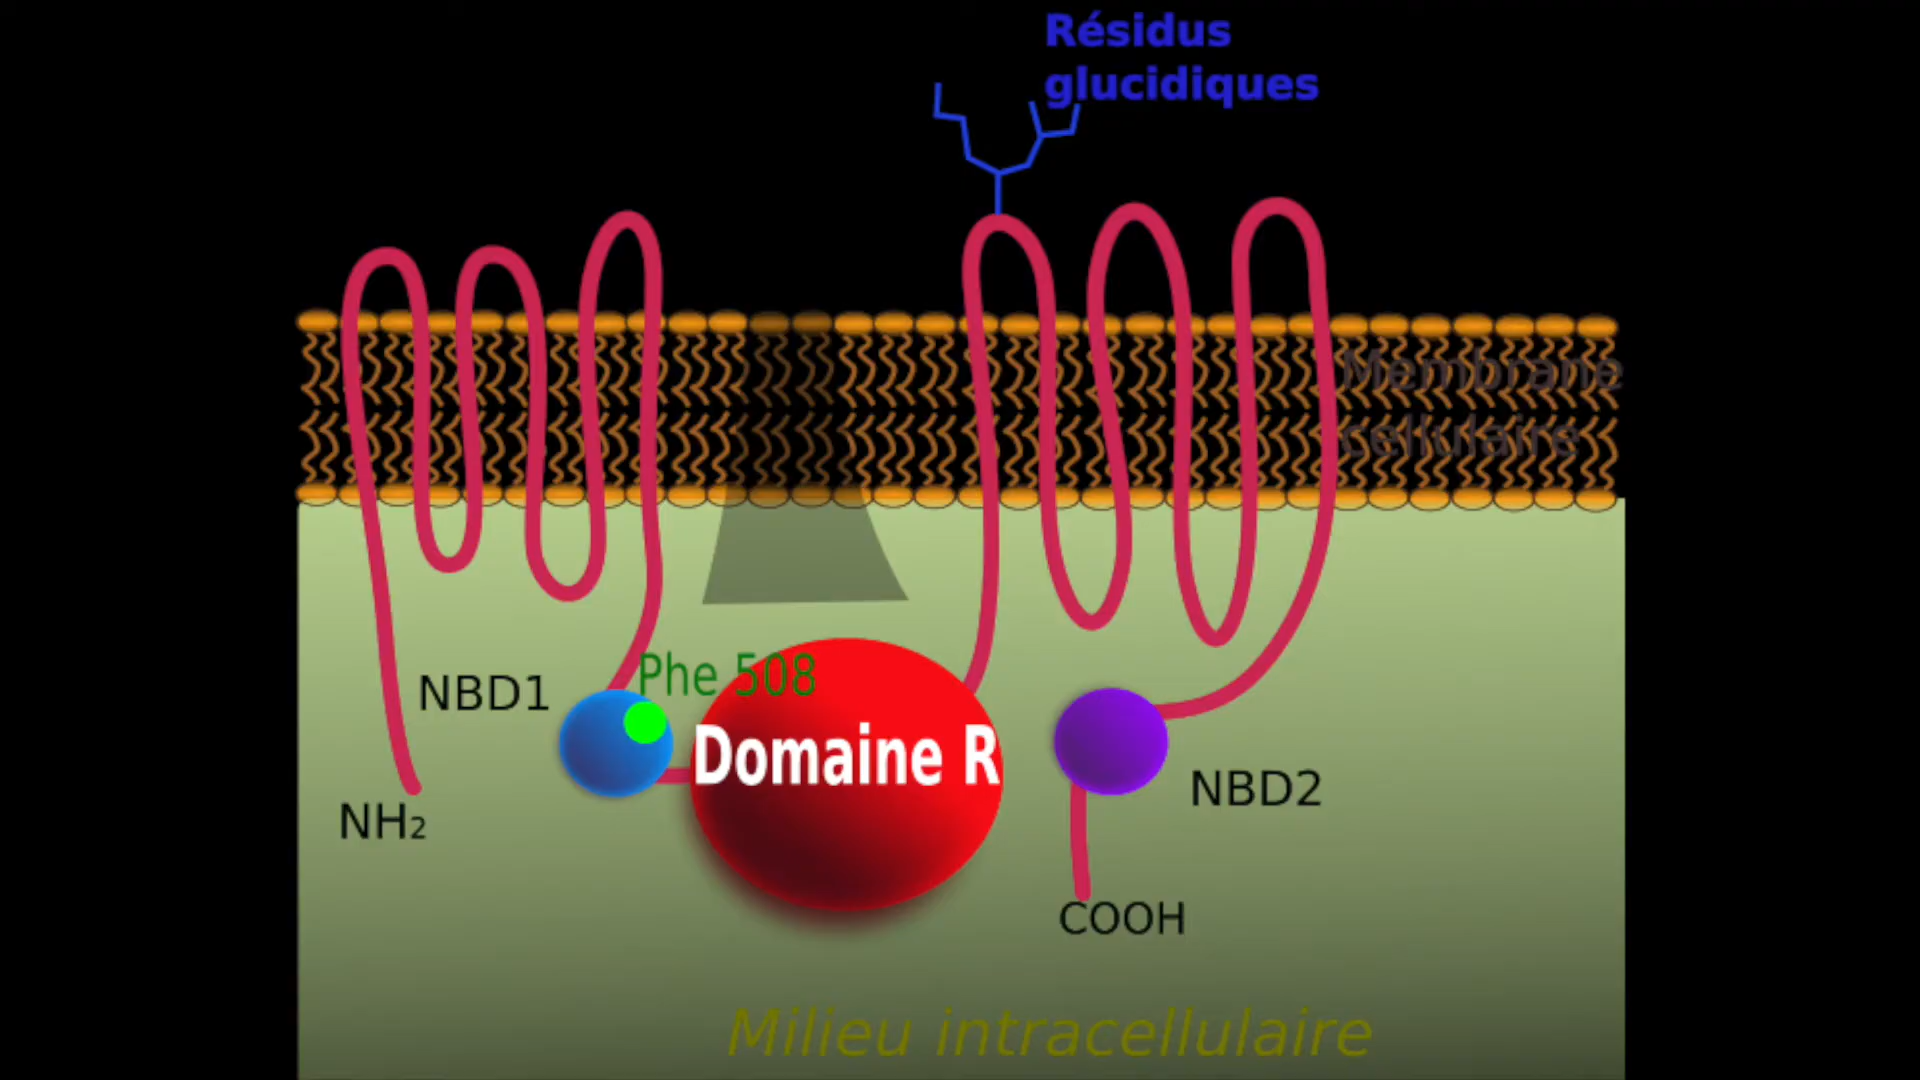 Résidus
glucidiques
Membrane
cellulaire
Phe 508
NBD1
Domaine R
NBD2
NH₂
COOH
Milieu intracellulaire